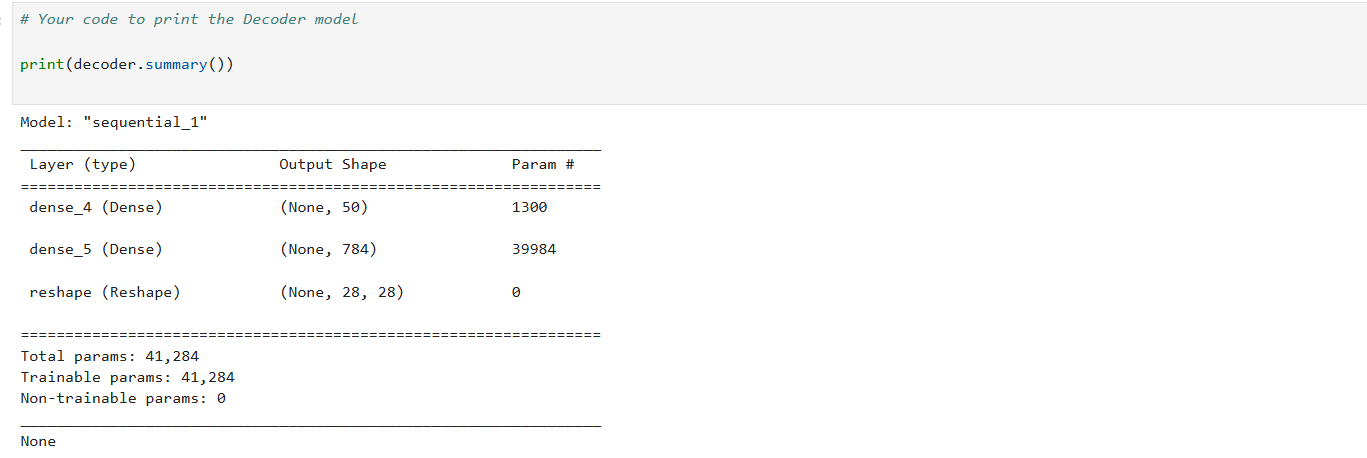 # Your code to print the Decoder model
print(decoder.summary())
Model: "sequential_1"
_________________________________________________________________
Layer (type)                Output Shape              Param #
=================================================================
dense_4 (Dense)             (None, 50)                1300
dense_5 (Dense)             (None, 784)               39984
reshape (Reshape)           (None, 28, 28)            0
=================================================================
Total params: 41,284
Trainable params: 41,284
Non-trainable params: 0
_________________________________________________________________
None